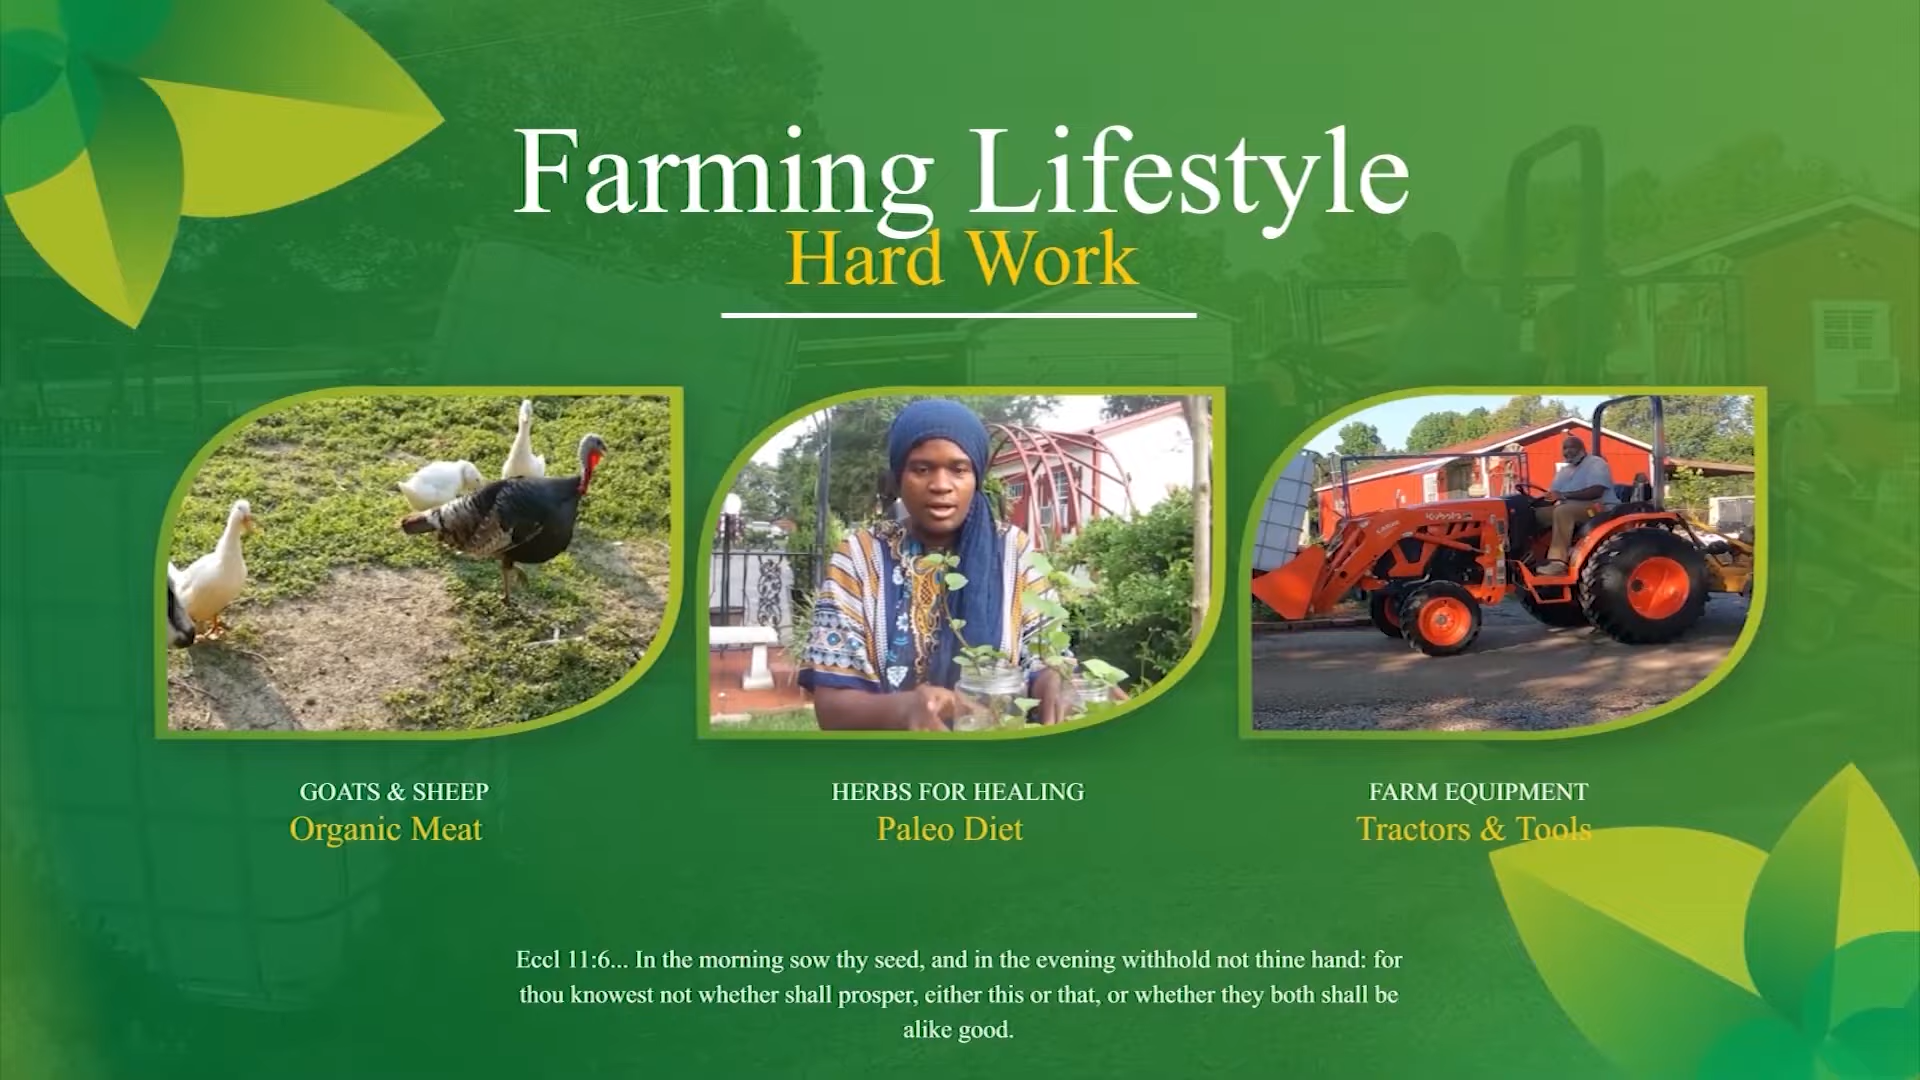 Farming Lifestyle
Hard Work
Kubota
GOATS & SHEEP
Organic Meat
HERBS FOR HEALING
Paleo Diet
FARM EQUIPMENT
Tractors & Tools
Eccl 11:6... In the morning sow thy seed, and in the evening withhold not thine hand: for
thou knowest not whether shall prosper, either this or that, or whether they both shall be
alike good.